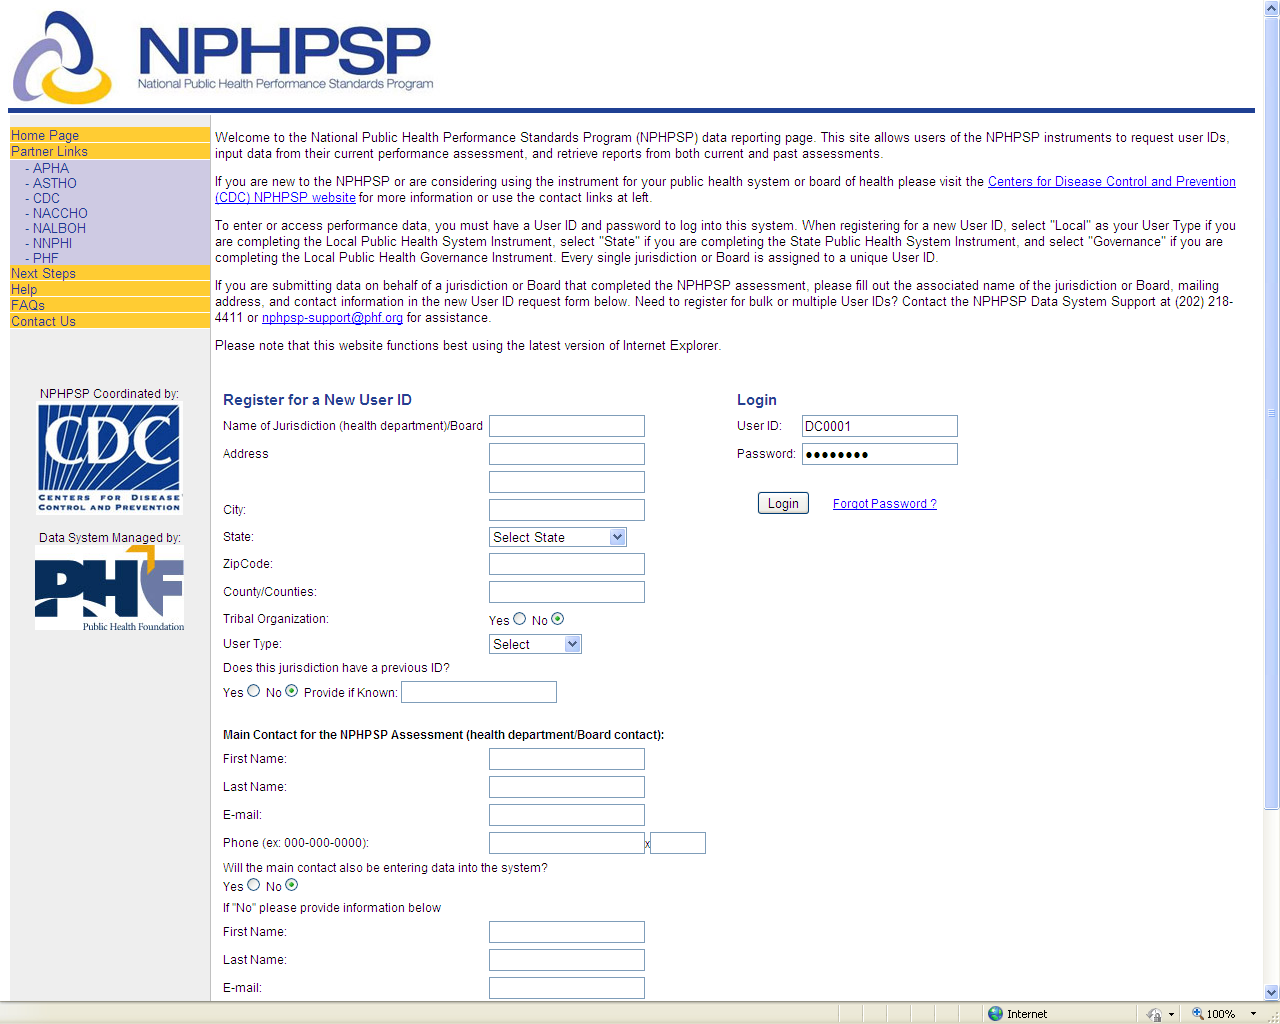 NPHPSP
National Public Health Performance Standards Program
Home Page
Partner Links
- APHA
- ASTHO
- CDC
- NACCHO
- NALBOH
- NNPHI
- PHF
Next Steps
Help
FAQs
Contact Us
NPHPSP Coordinated by:
CDC
CENTERS FOR DISEASE
CONTROL AND PREVENTION
Data System Managed by:
PHF
Public Health Foundation
Welcome to the National Public Health Performance Standards Program (NPHPSP) data reporting page. This site allows users of the NPHPSP instruments to request user IDs,
input data from their current performance assessment, and retrieve reports from both current and past assessments.
If you are new to the NPHPSP or are considering using the instrument for your public health system or board of health please visit the Centers for Disease Control and Prevention
(CDC) NPHPSP website for more information or use the contact links at left.
To enter or access performance data, you must have a User ID and password to log into this system. When registering for a new User ID, select "Local" as your User Type if you
are completing the Local Public Health System Instrument, select "State" if you are completing the State Public Health System Instrument, and select "Governance" if you are
completing the Local Public Health Governance Instrument. Every single jurisdiction or Board is assigned to a unique User ID.
If you are submitting data on behalf of a jurisdiction or Board that completed the NPHPSP assessment, please fill out the associated name of the jurisdiction or Board, mailing
address, and contact information in the new User ID request form below. Need to register for bulk or multiple User IDs? Contact the NPHPSP Data System Support at (202) 218-
4411 or nphpsp-support@phf.org for assistance.
Please note that this website functions best using the latest version of Internet Explorer.
Register for a New User ID
Name of Jurisdiction (health department)/Board
Address
City:
State: Select State
ZipCode:
County/Counties:
Tribal Organization: Yes No
User Type: Select
Does this jurisdiction have a previous ID?
Yes No Provide if Known:
Main Contact for the NPHPSP Assessment (health department/Board contact):
First Name:
Last Name:
E-mail:
Phone (ex: 000-000-0000): x
Will the main contact also be entering data into the system?
Yes No
If "No" please provide information below
First Name:
Last Name:
E-mail:
Login
User ID: DC0001
Password: ●●●●●●●●
Login Forgot Password ?
Internet 100%